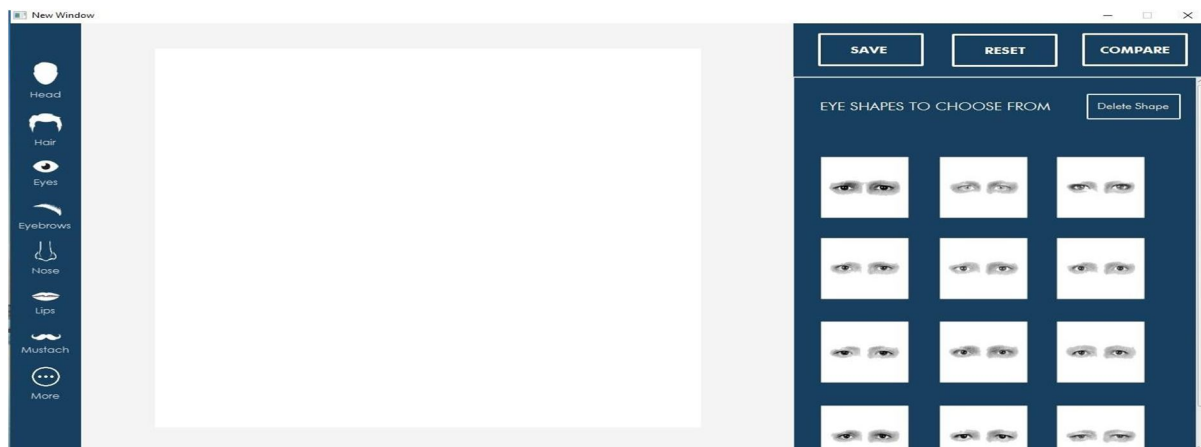 New Window
Head
Hair
Eyes
Eyebrows
Nose
Lips
Mustach
More
SAVE
RESET
COMPARE
EYE SHAPES TO CHOOSE FROM
Delete Shape